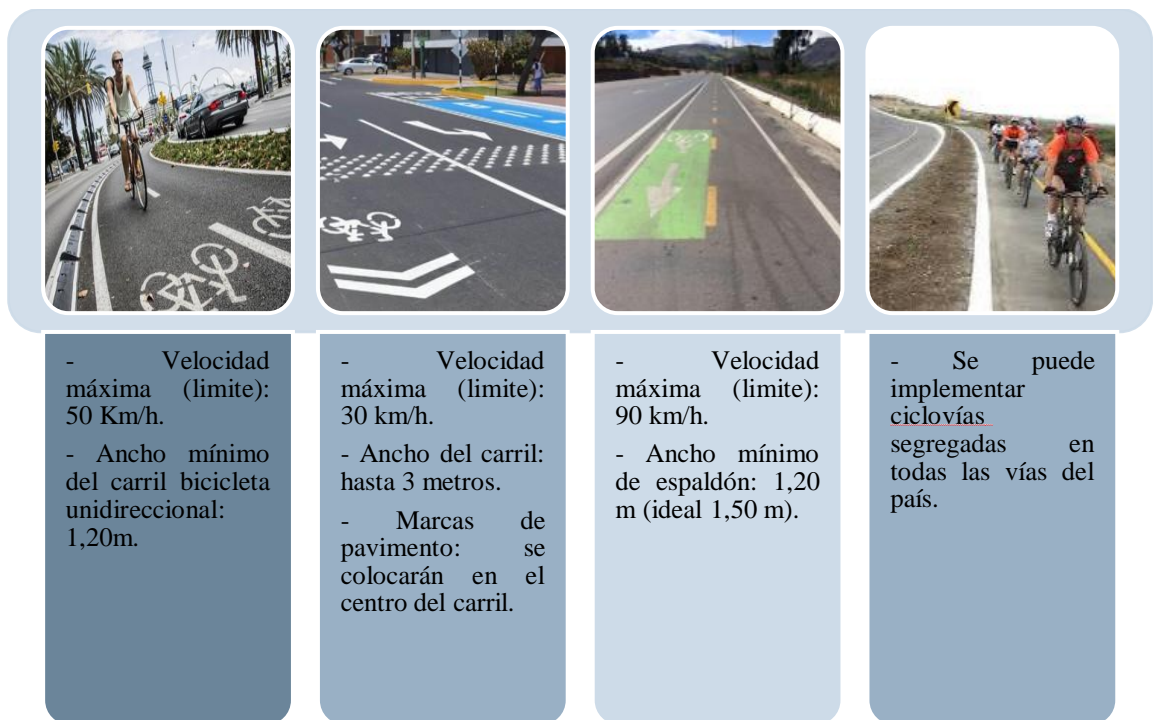 - Velocidad
máxima (limite):
50 Km/h.
- Ancho mínimo
del carril bicicleta
unidireccional:
1,20m.
- Velocidad
máxima (limite):
30 km/h.
- Ancho del carril:
hasta 3 metros.
- Marcas de
pavimento: se
colocarán en el
centro del carril.
- Velocidad
máxima (limite):
90 km/h.
- Ancho mínimo
de espaldón: 1,20
m (ideal 1,50 m).
- Se puede
implementar
ciclovías
segregadas en
todas las vías del
país.